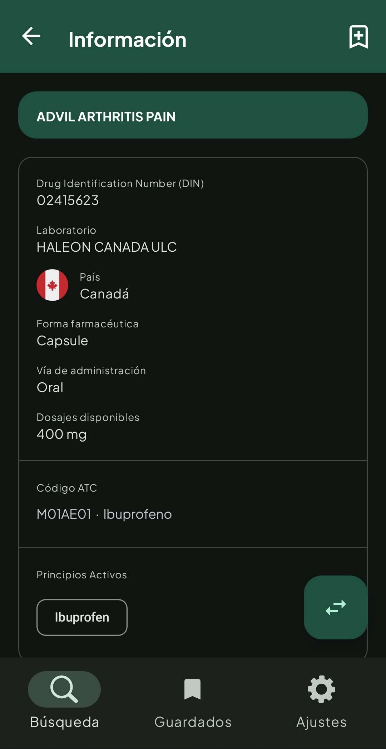 Información
ADVIL ARTHRITIS PAIN
Drug Identification Number (DIN)
02415623
Laboratorio
HALEON CANADA ULC
País
Canadá
Forma farmacéutica
Capsule
Vía de administración
Oral
Dosajes disponibles
400 mg
Código ATC
M01AE01 · Ibuprofeno
Principios Activos
Ibuprofen
Búsqueda Guardados Ajustes